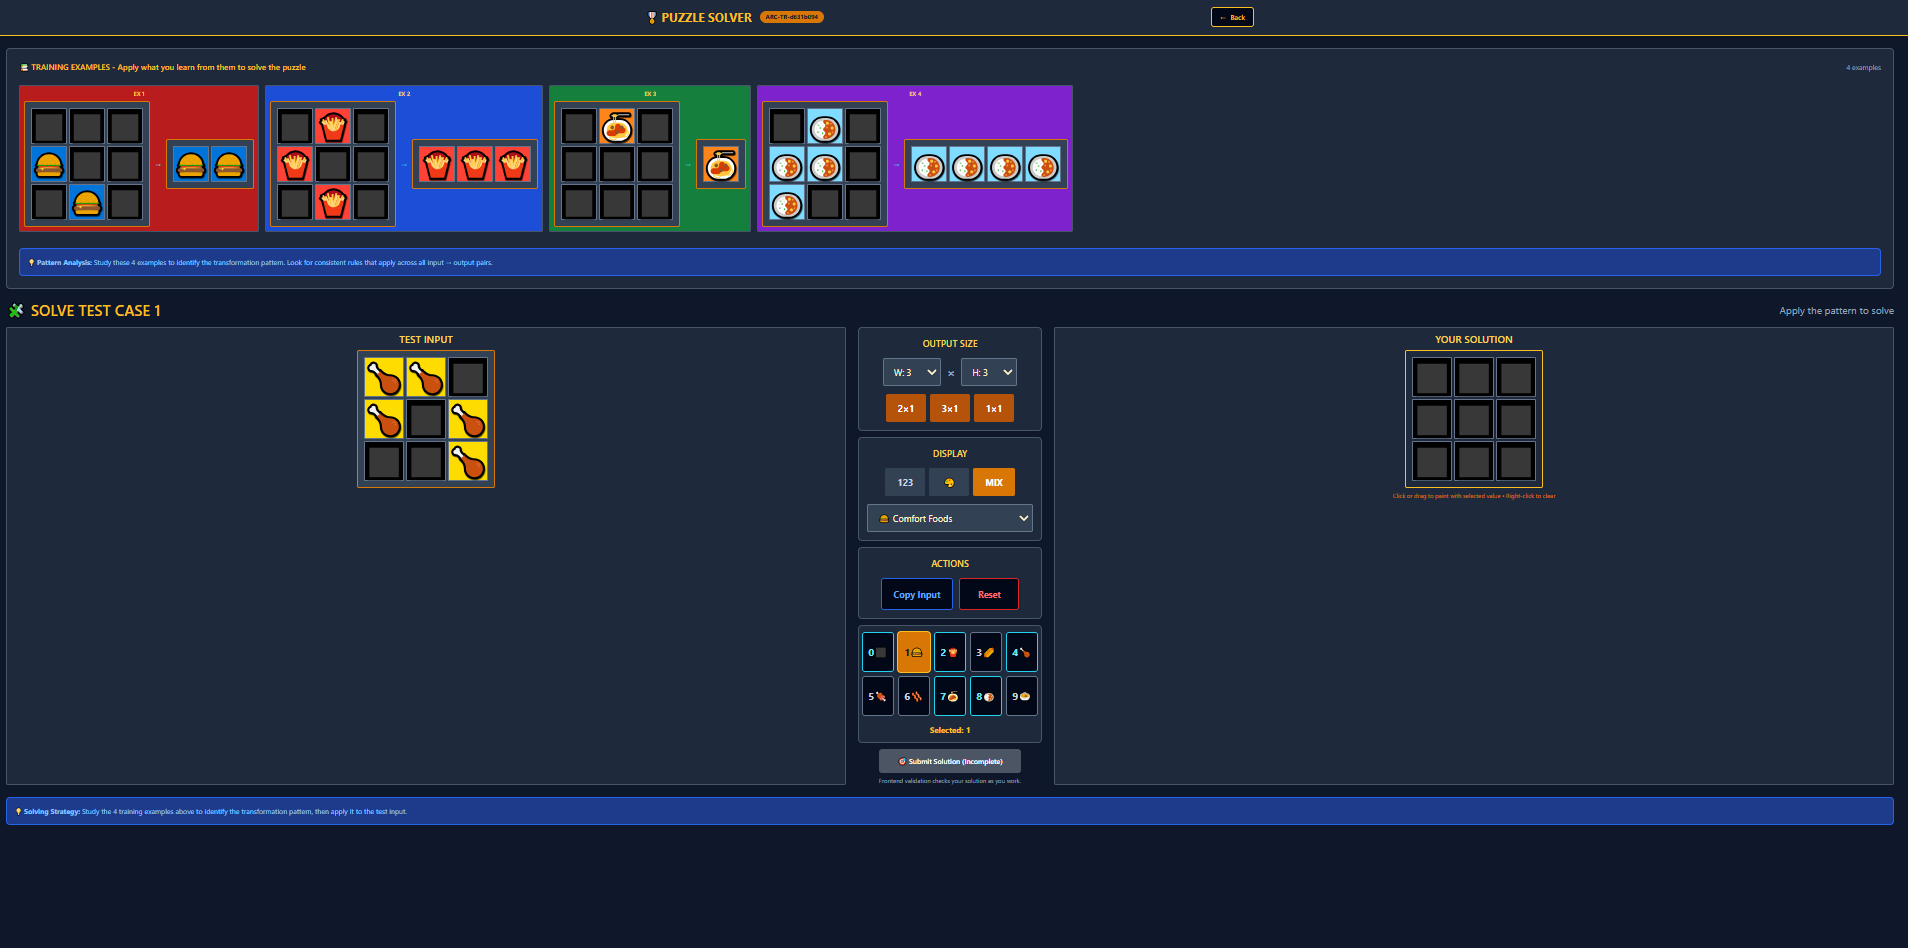 PUZZLE SOLVER ARC-TR-d631b094
← Back
TRAINING EXAMPLES - Apply what you learn from them to solve the puzzle
4 examples
EX 1
EX 2
EX 3
EX 4
Pattern Analysis: Study these 4 examples to identify the transformation pattern. Look for consistent rules that apply across all input → output pairs.
SOLVE TEST CASE 1
Apply the pattern to solve
TEST INPUT
OUTPUT SIZE
W: 3 × H: 3
2×1 3×1 1×1
DISPLAY
123 MIX
Comfort Foods
ACTIONS
Copy Input Reset
0 1 2 3 4
5 6 7 8 9
Selected: 1
Submit Solution (Incomplete)
Frontend validation checks your solution as you work.
YOUR SOLUTION
Click or drag to paint with selected value • Right-click to clear
Solving Strategy: Study the 4 training examples above to identify the transformation pattern, then apply it to the test input.